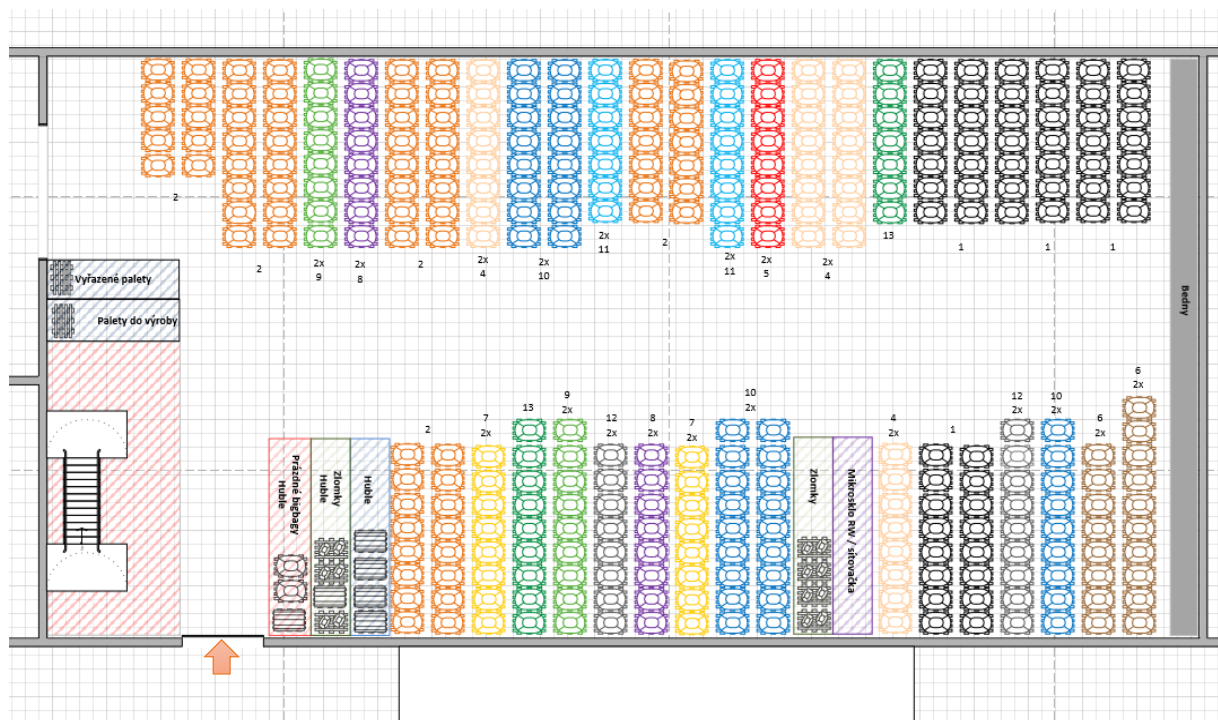 2
2
2x
9
2x
8
2
2x
4
2x
10
2x
11
2
2x
11
2x
5
2x
4
13
1
1
1
Vyřazené palety
Palety do výroby
Bedny
Prázdné bigbagy
Huble
Zlomky
Huble
Huble
2
7
2x
13
9
2x
12
2x
8
2x
7
2x
10
2x
Zlomky
Mikrosklo RW / síťovačka
4
2x
1
12
2x
10
2x
6
2x
6
2x